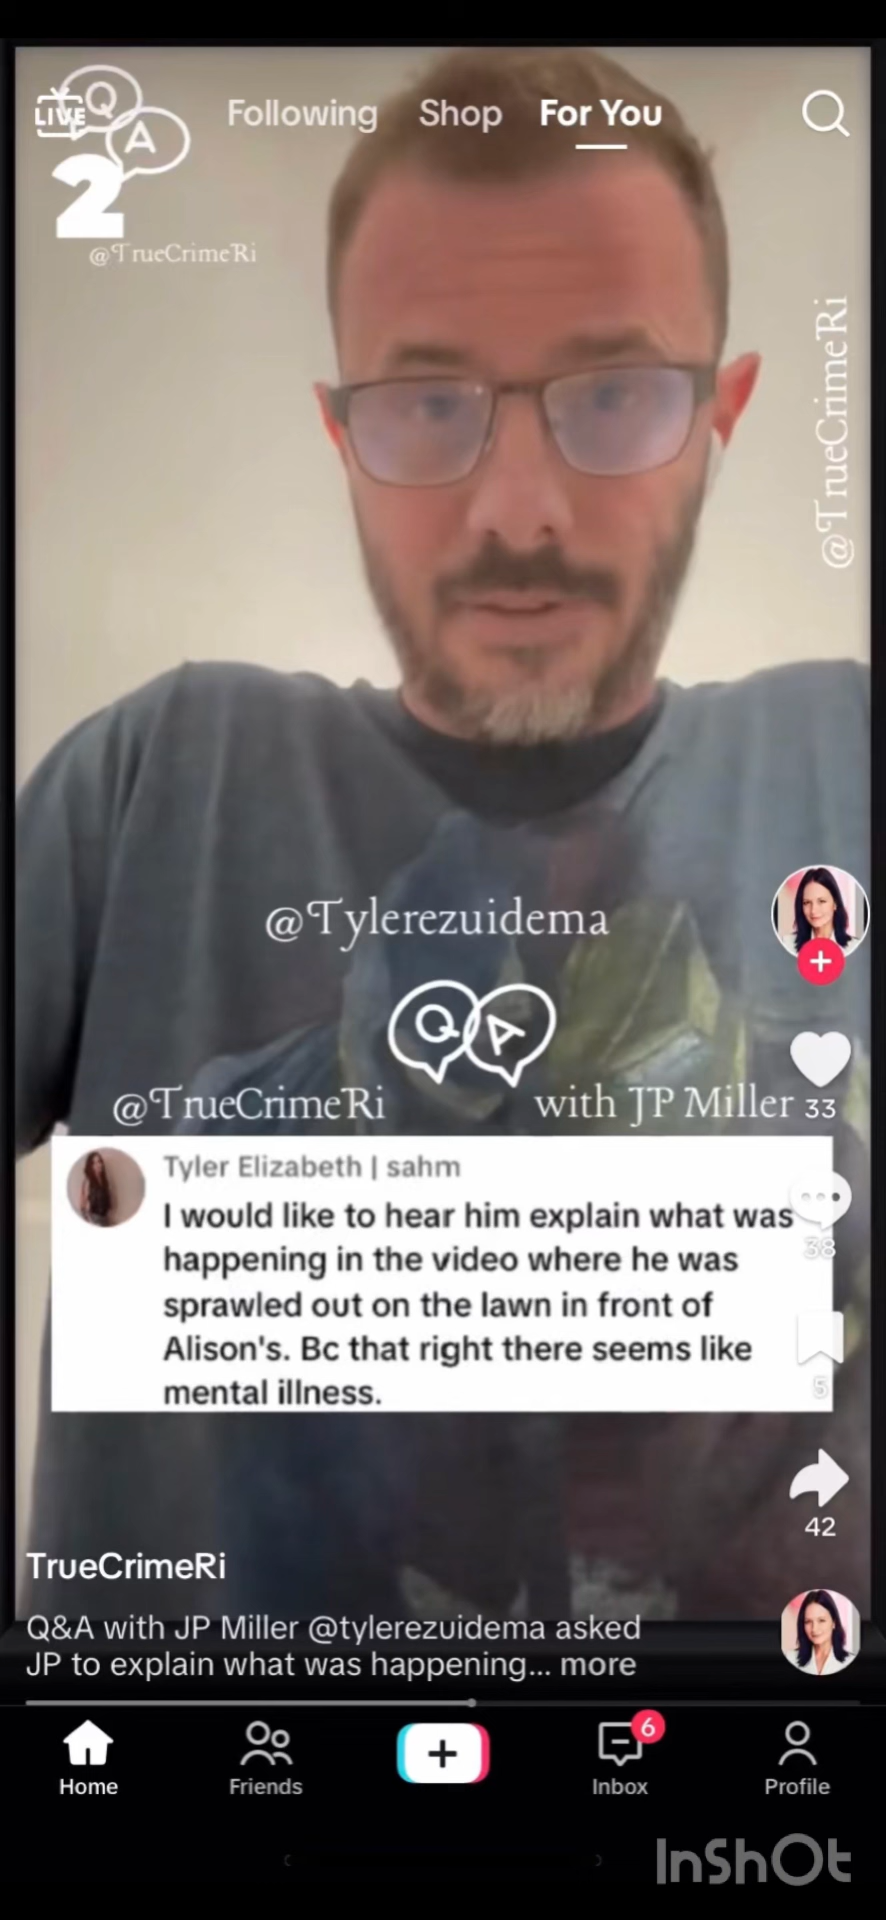 LIVE
Following Shop For You
Q
A
2
@TrueCrimeRi
@TrueCrimeRi
@Tylerezuidema
Q A
@TrueCrimeRi with JP Miller
33
Tyler Elizabeth | sahm
I would like to hear him explain what was
happening in the video where he was
sprawled out on the lawn in front of
Alison's. Bc that right there seems like
mental illness.
38
5
42
TrueCrimeRi
Q&A with JP Miller @tylerezuidema asked
JP to explain what was happening... more
6
Home Friends Inbox Profile
InShOt